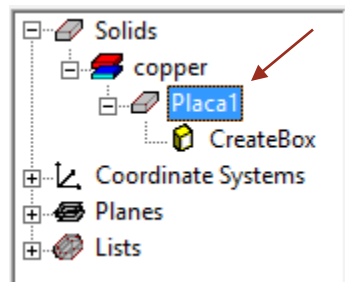 Solids
copper
Placa1
CreateBox
Coordinate Systems
Planes
Lists